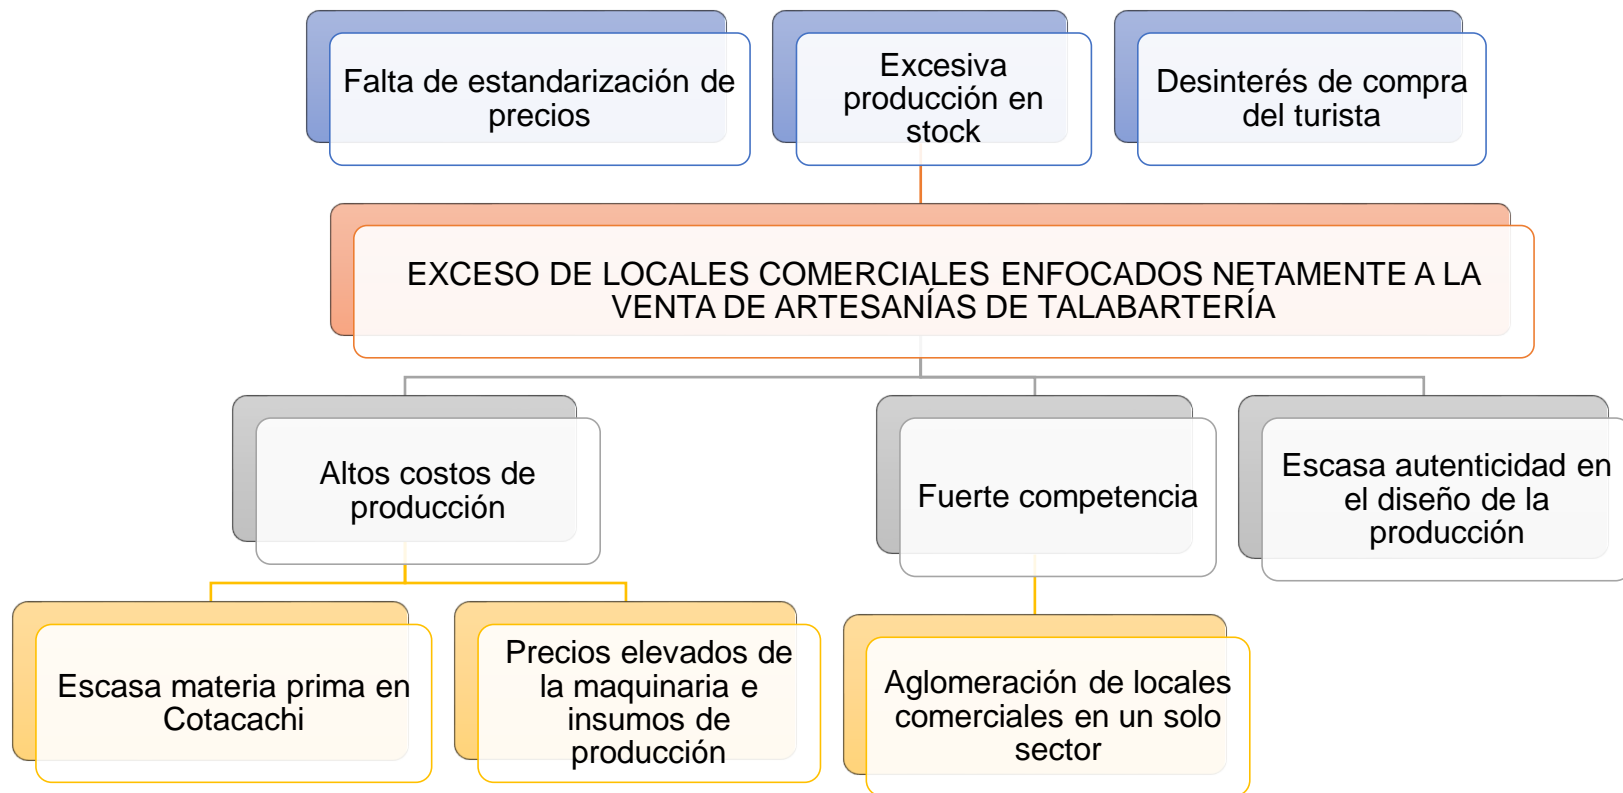 Falta de estandarización de
precios
Excesiva
producción en
stock
Desinterés de compra
del turista
EXCESO DE LOCALES COMERCIALES ENFOCADOS NETAMENTE A LA
VENTA DE ARTESANÍAS DE TALABARTERÍA
Altos costos de
producción
Fuerte competencia
Escasa autenticidad en
el diseño de la
producción
Escasa materia prima en
Cotacachi
Precios elevados de
la maquinaria e
insumos de
producción
Aglomeración de locales
comerciales en un solo
sector